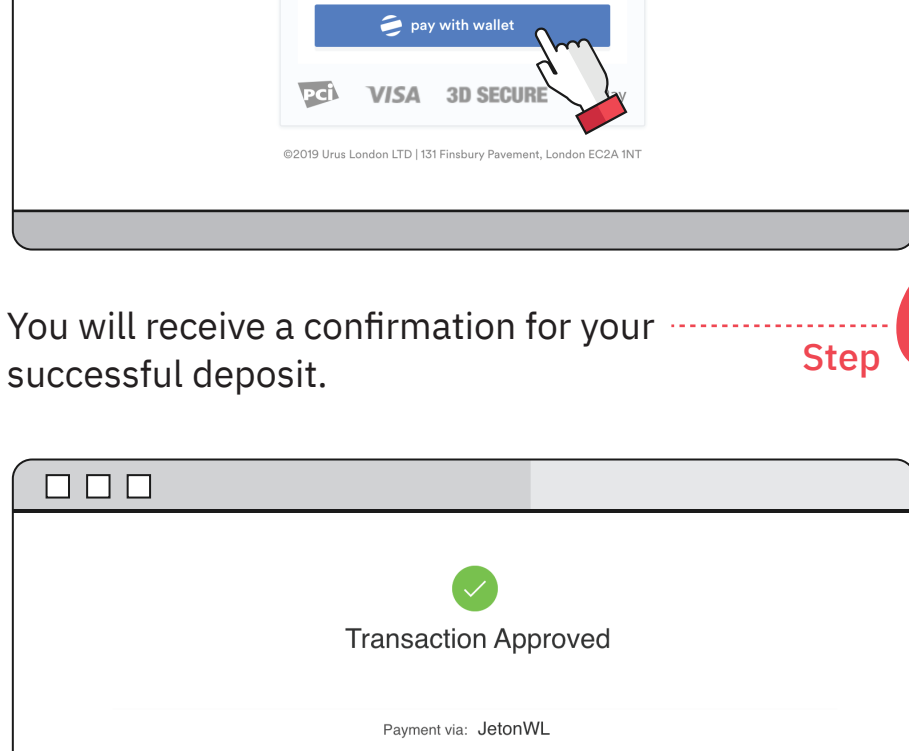 pay with wallet
PCI VISA 3D SECURE
©2019 Urus London LTD | 131 Finsbury Pavement, London EC2A 1NT
You will receive a confirmation for your
successful deposit.
Step
Transaction Approved
Payment via: JetonWL